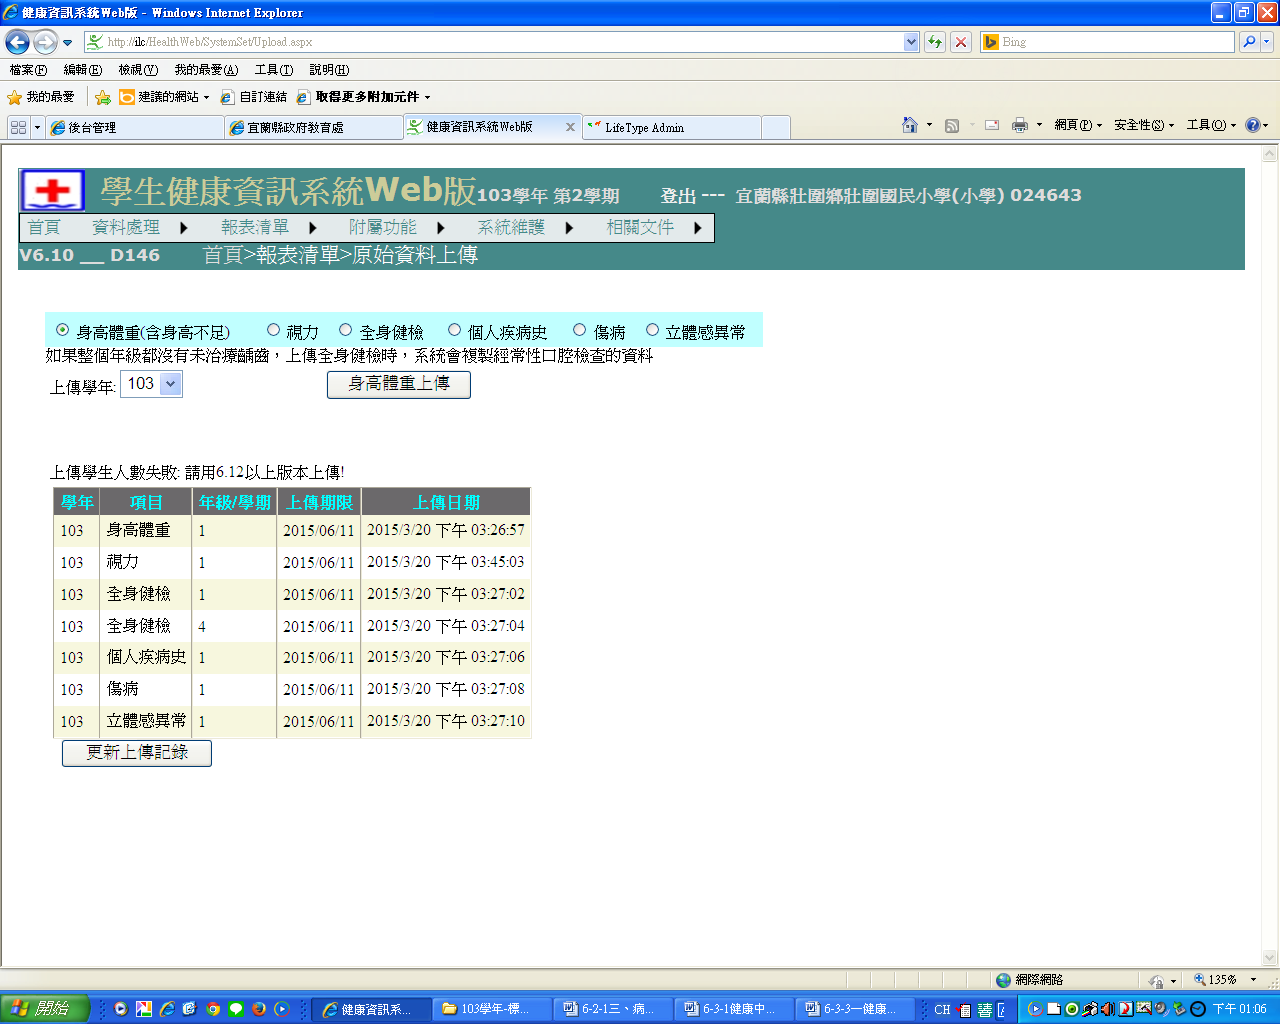 健康資訊系統Web版 - Windows Internet Explorer
http://ilc/HealthWeb/SystemSet/Upload.aspx
Bing
檔案(F) 編輯(E) 檢視(V) 我的最愛(A) 工具(T) 說明(H)
我的最愛 建議的網站 自訂連結 取得更多附加元件
後台管理 宜蘭縣政府教育處 健康資訊系統Web版 LifeType Admin 網頁(P) 安全性(S) 工具(O)
學生健康資訊系統Web版103學年 第2學期 登出 --- 宜蘭縣壯圍鄉壯圍國民小學(小學) 024643
首頁 資料處理 報表清單 附屬功能 系統維護 相關文件
V6.10 __ D146 首頁>報表清單>原始資料上傳
身高體重(含身高不足) 視力 全身健檢 個人疾病史 傷病 立體感異常
如果整個年級都沒有未治療齲齒，上傳全身健檢時，系統會複製經常性口腔檢查的資料
上傳學年: 103 身高體重上傳
上傳學生人數失敗: 請用6.12以上版本上傳!
學年 項目 年級/學期 上傳期限 上傳日期
103 身高體重 1 2015/06/11 2015/3/20 下午 03:26:57
103 視力 1 2015/06/11 2015/3/20 下午 03:45:03
103 全身健檢 1 2015/06/11 2015/3/20 下午 03:27:02
103 全身健檢 4 2015/06/11 2015/3/20 下午 03:27:04
103 個人疾病史 1 2015/06/11 2015/3/20 下午 03:27:06
103 傷病 1 2015/06/11 2015/3/20 下午 03:27:08
103 立體感異常 1 2015/06/11 2015/3/20 下午 03:27:10
更新上傳記錄
網際網路 135%
開始 健康資訊系... 103學年-標... 6-2-1三、病... 6-3-1健康中... 6-3-3一健康... CH 下午 01:06